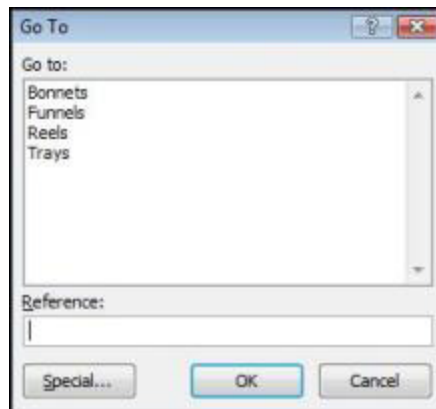 Go To
Go to:
Bonnets
Funnels
Reels
Trays
Reference:
Special...
OK
Cancel